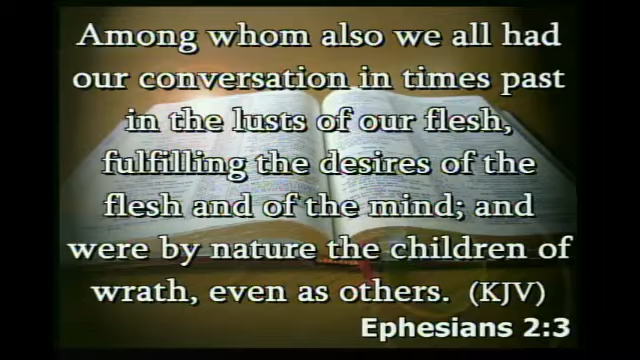 Among whom also we all had
our conversation in times past
in the lusts of our flesh,
fulfilling the desires of the
flesh and of the mind; and
were by nature the children of
wrath, even as others. (KJV)
Ephesians 2:3